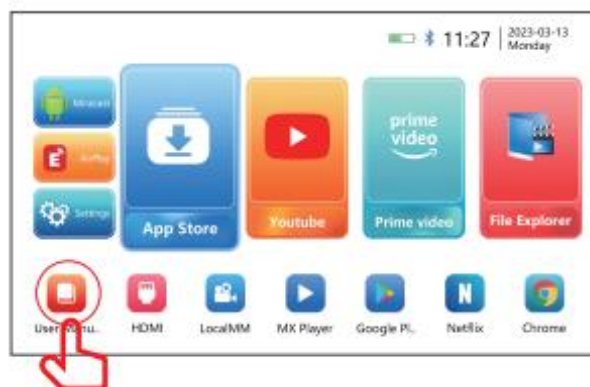 11:27
2023-03-13
Monday
Miracast
prime
video
E
AirPlay
Settings
App Store
Youtube
Prime video
File Explorer
HDMI
LocalMM
MX Player
Google Pl..
N
Netflix
Chrome